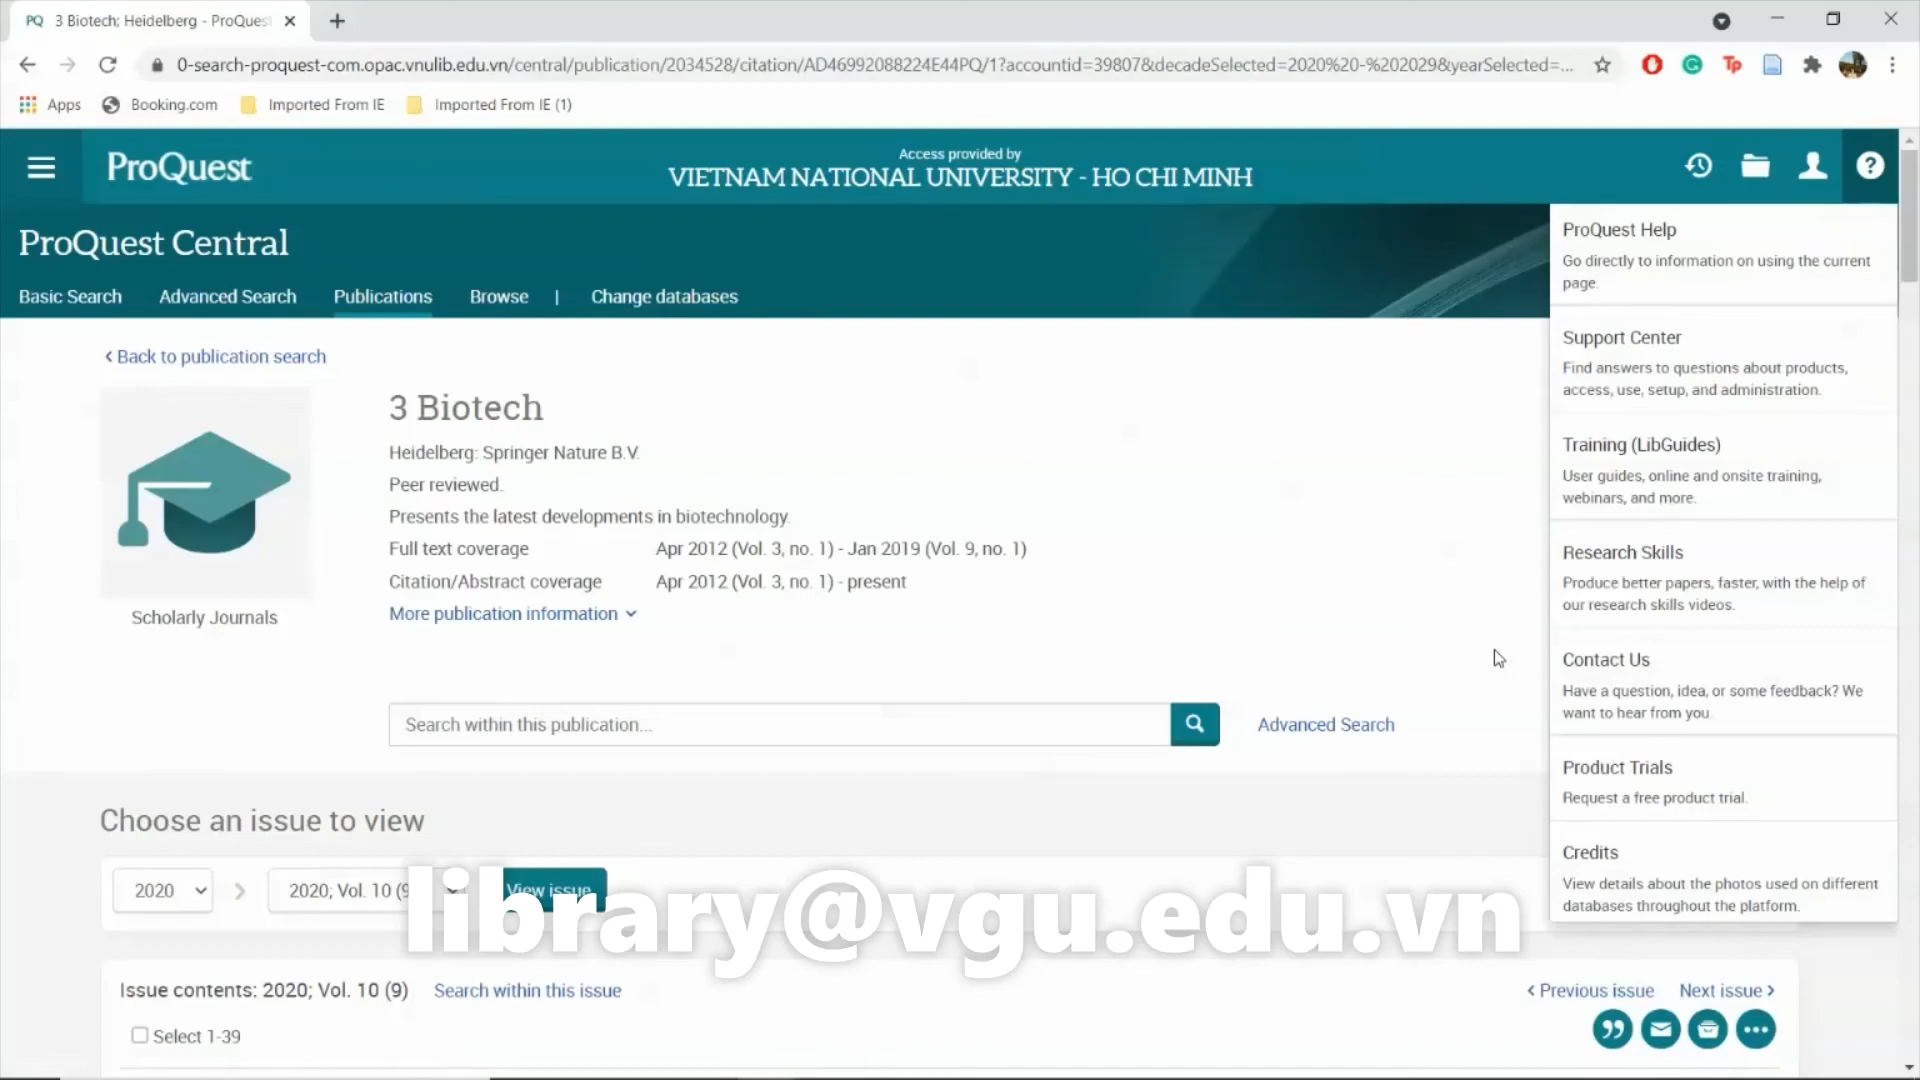 PQ 3 Biotech; Heidelberg - ProQuest
0-search-proquest-com.opac.vnulib.edu.vn/central/publication/2034528/citation/AD46992088224E44PQ/1?accountid=39807&decadeSelected=2020%20-%202029&yearSelected=...
Apps
Booking.com
Imported From IE
Imported From IE (1)
ProQuest
Access provided by
VIETNAM NATIONAL UNIVERSITY - HO CHI MINH
ProQuest Central
Basic Search
Advanced Search
Publications
Browse
|
Change databases
ProQuest Help
Go directly to information on using the current
page.
Support Center
Find answers to questions about products,
access, use, setup, and administration.
Training (LibGuides)
User guides, online and onsite training,
webinars, and more.
Research Skills
Produce better papers, faster, with the help of
our research skills videos.
Contact Us
Have a question, idea, or some feedback? We
want to hear from you.
Product Trials
Request a free product trial.
Credits
View details about the photos used on different
databases throughout the platform.
< Back to publication search
3 Biotech
Heidelberg: Springer Nature B.V.
Peer reviewed.
Presents the latest developments in biotechnology.
Full text coverage Apr 2012 (Vol. 3, no. 1) - Jan 2019 (Vol. 9, no. 1)
Citation/Abstract coverage Apr 2012 (Vol. 3, no. 1) - present
More publication information
Scholarly Journals
Search within this publication...
Advanced Search
Choose an issue to view
2020
2020; Vol. 10 (9
View issue
library@vgu.edu.vn
Issue contents: 2020; Vol. 10 (9)
Search within this issue
< Previous issue
Next issue >
Select 1-39